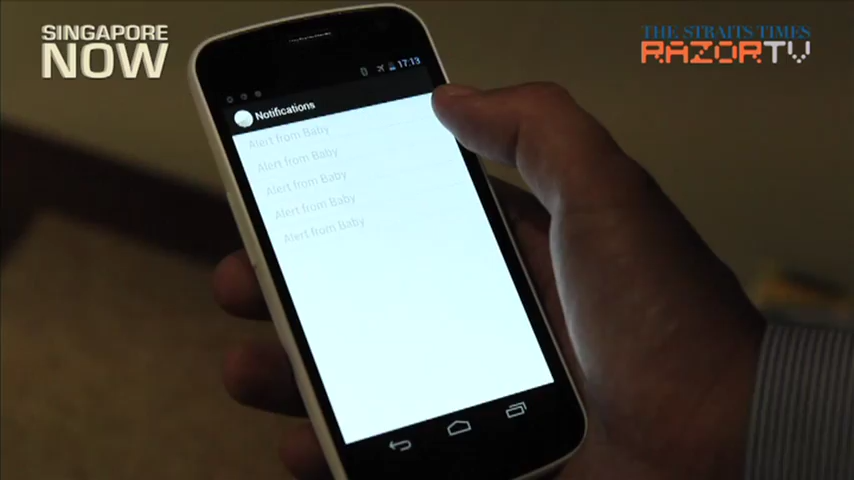 SINGAPORE
NOW
THE STRAITS TIMES
RAZORTV
17:13
Notifications
Alert from Baby
Alert from Baby
Alert from Baby
Alert from Baby
Alert from Baby